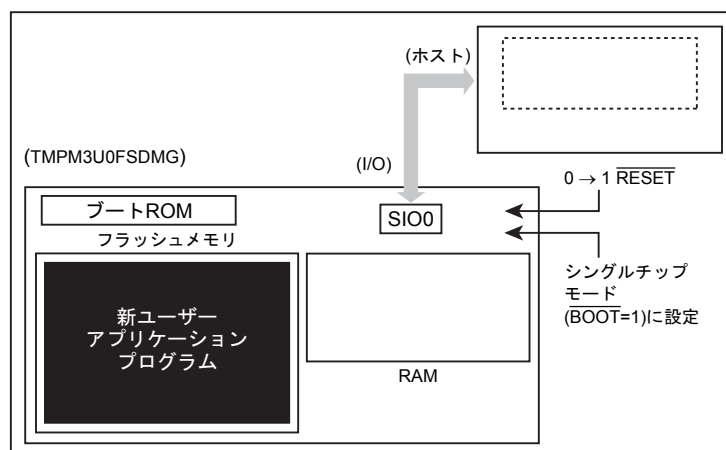 (ホスト)
(TMPM3U0FSDMG)
(I/O)
0 → 1 RESET
ブートROM
SIO0
フラッシュメモリ
シングルチップ
モード
(BOOT=1)に設定
新ユーザー
アプリケーション
プログラム
RAM